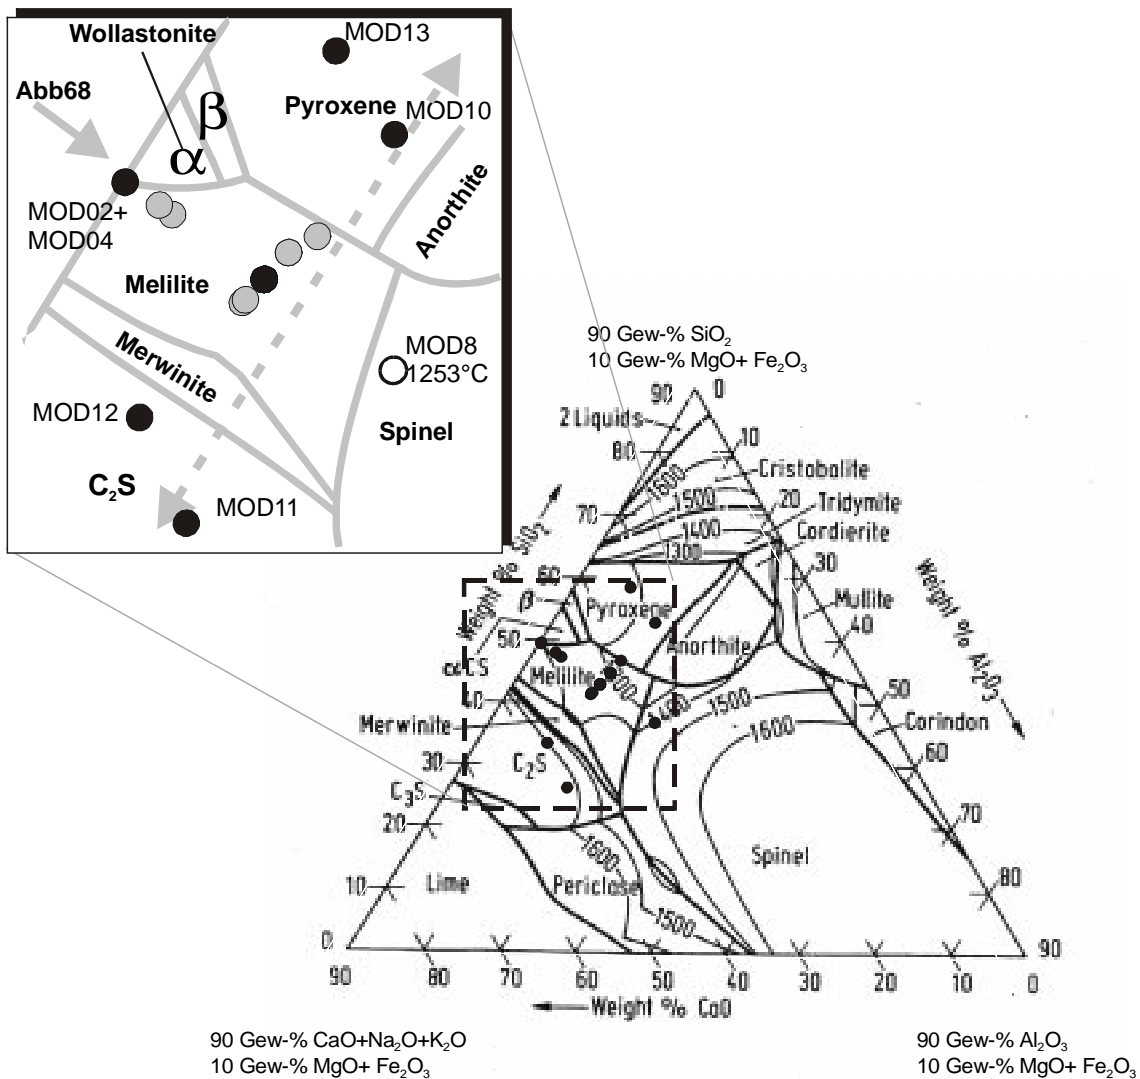 Wollastonite
MOD13
Abb68
β
Pyroxene
MOD10
α
Anorthite
MOD02+
MOD04
Melilite
Merwinite
MOD8
1253°C
MOD12
Spinel
C₂S
MOD11
90 Gew-% SiO₂
10 Gew-% MgO+ Fe₂O₃
90
0
2 Liquids
80
10
1600
Cristobalite
1500
20
Tridymite
70
1400
Cordierite
1300
30
Weight % SiO₂
60
β
Pyroxene
Mullite
Weight % Al₂O₃
50
40
Anorthite
αCS
Melilite
40
1400
1500
50
Merwinite
1600
Corindon
30
C₂S
60
C₃S
20
70
1600
Spinel
10
Lime
Periclase
80
1500
0
90
90
80
70
60
50
40
30
20
10
0
Weight % CaO
90 Gew-% CaO+Na₂O+K₂O
10 Gew-% MgO+ Fe₂O₃
90 Gew-% Al₂O₃
10 Gew-% MgO+ Fe₂O₃